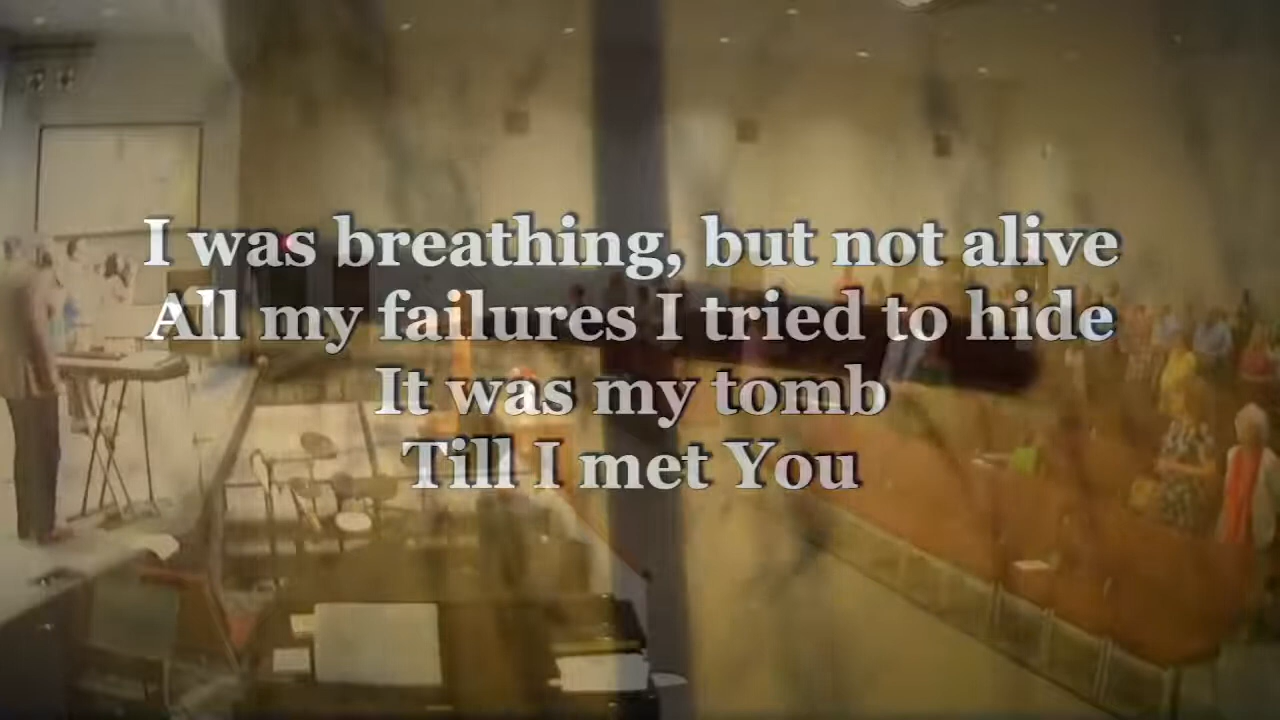 I was breathing, but not alive
All my failures I tried to hide
It was my tomb
Till I met You